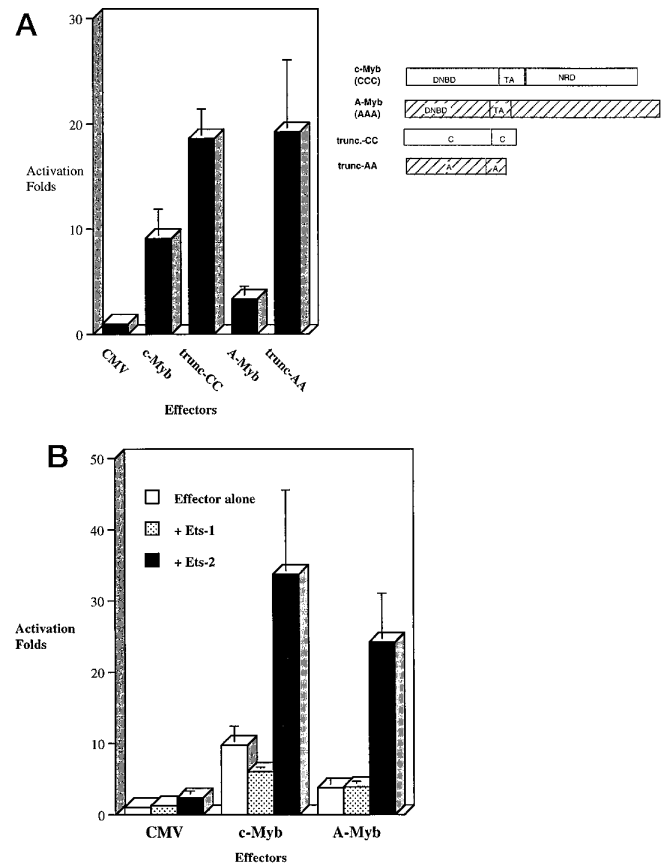 A
30
20
Activation
Folds
10
0
CMV
c-Myb
trunc-CC
A-Myb
trunc-AA
Effectors
c-Myb
(CCC)
DNBD
TA
NRD
A-Myb
(AAA)
DNBD
TA
trunc.-CC
C
C
trunc-AA
A
A
B
50
Effector alone
+ Ets-1
40
+ Ets-2
30
Activation
Folds
20
10
0
CMV
c-Myb
A-Myb
Effectors